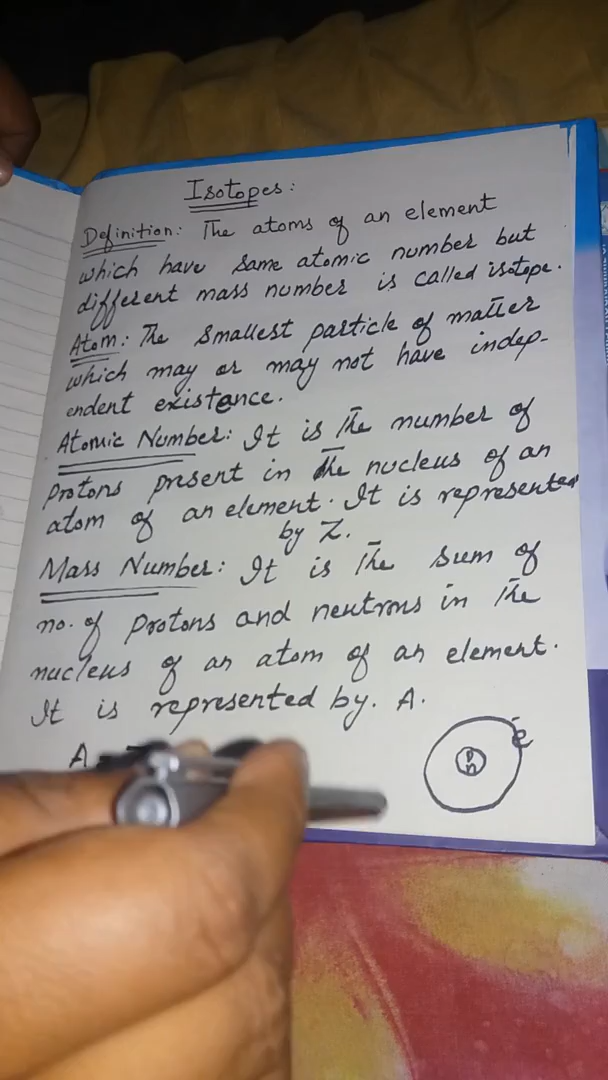 Isotopes:
Definition: The atoms of an element
which have same atomic number but
different mass number is called isotope.
Atom: The smallest particle of matter
which may or may not have indep-
endent existance.
Atomic Number: It is the number of
Protons present in the nucleus of an
atom of an element. It is represented
by Z.
Mass Number: It is the sum of
no. of protons and neutrons in the
nucleus of an atom of an element.
It is represented by. A.
A
e
p
n